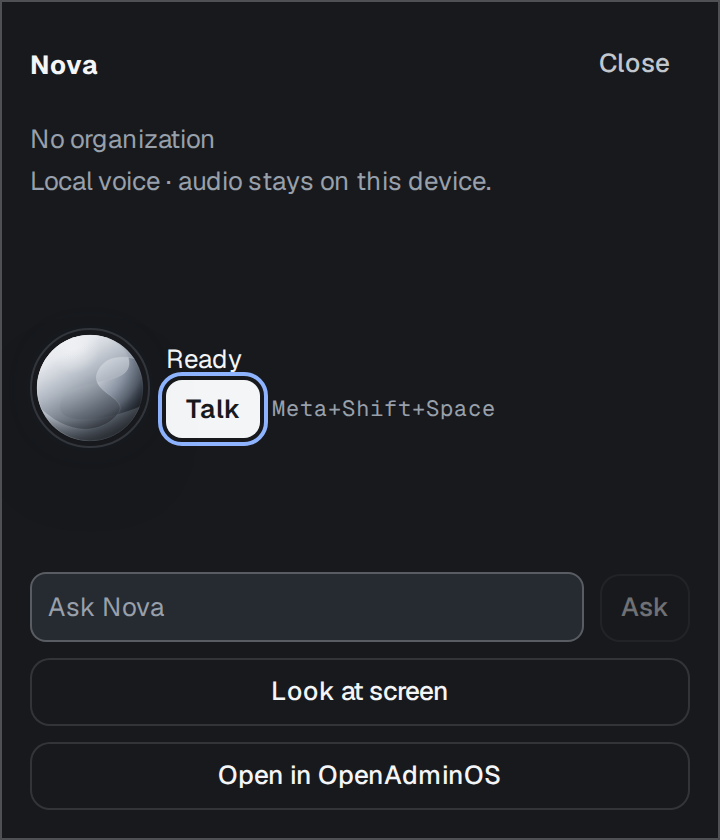 Nova
Close
No organization
Local voice · audio stays on this device.
Ready
Talk
Meta+Shift+Space
Ask Nova
Ask
Look at screen
Open in OpenAdminOS